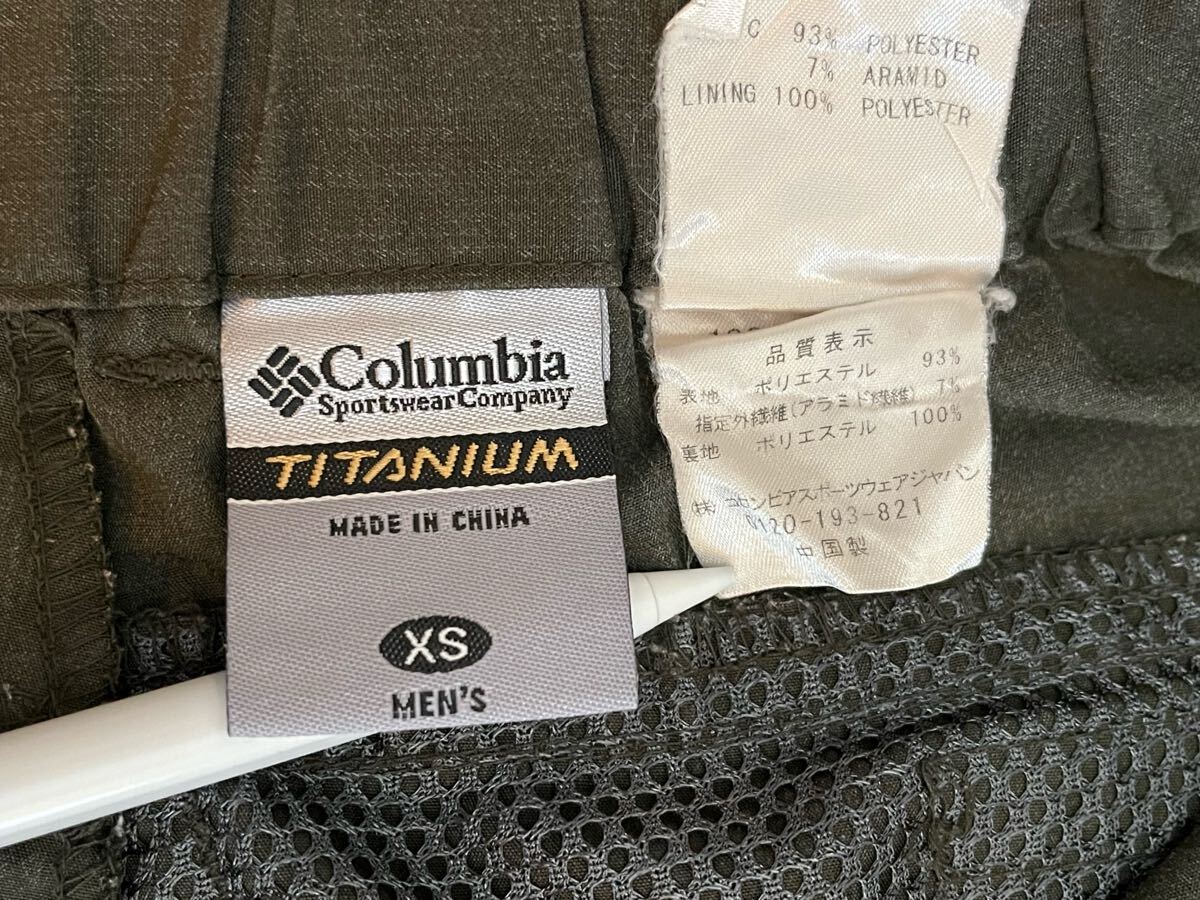 Columbia
Sportswear Company
TITANIUM
MADE IN CHINA
XS
MEN'S
C 93% POLYESTER
7% ARAMID
LINING 100% POLYESTER
品質表示
表地 ポリエステル 93%
指定外繊維(アラミド繊維) 7%
裏地 ポリエステル 100%
(株)コロンビアスポーツウェアジャパン
0120-193-821
中国製